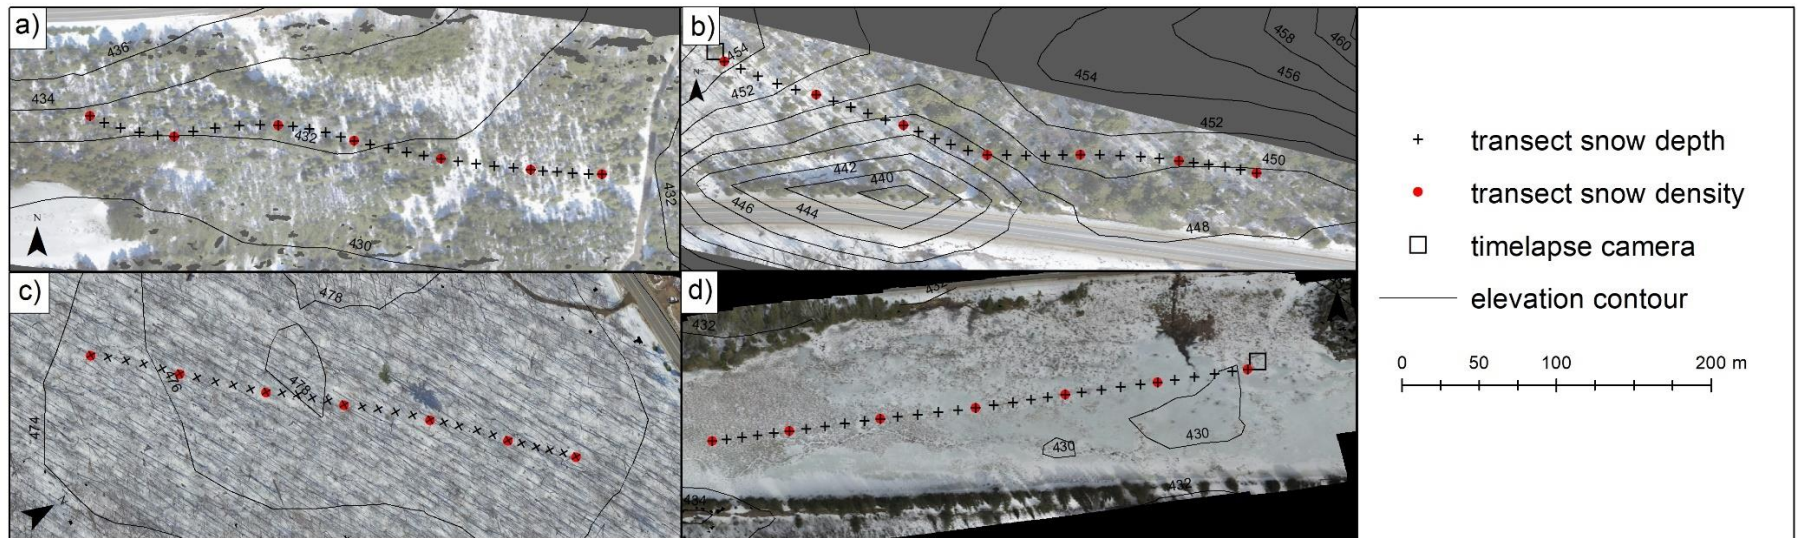 a)
436
434
432
432
430
N
b)
454
452
N
458
460
456
454
452
450
442
440
446
444
448
c)
478
476
478
474
N
d)
432
432
430
430
432
434
transect snow depth
transect snow density
timelapse camera
elevation contour
0 50 100 200 m